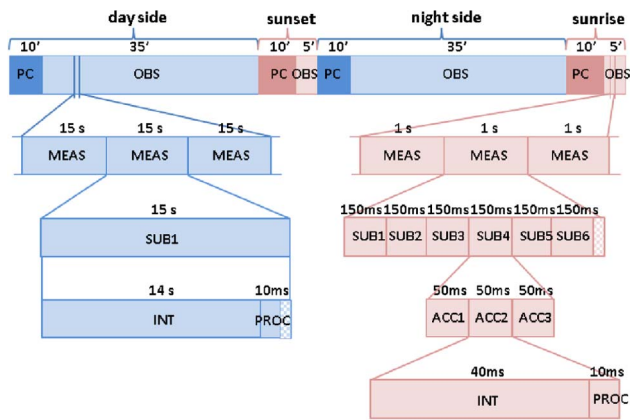 day side sunset night side sunrise
10’ 35’ 10’ 5’ 10’ 35’ 10’ 5’
PC OBS PC OBS PC OBS PC OBS
15 s 15 s 15 s
MEAS MEAS MEAS
1 s 1 s 1 s
MEAS MEAS MEAS
15 s
SUB1
150ms 150ms 150ms 150ms 150ms 150ms
SUB1 SUB2 SUB3 SUB4 SUB5 SUB6
14 s 10ms
INT PROC
50ms 50ms 50ms
ACC1 ACC2 ACC3
40ms 10ms
INT PROC